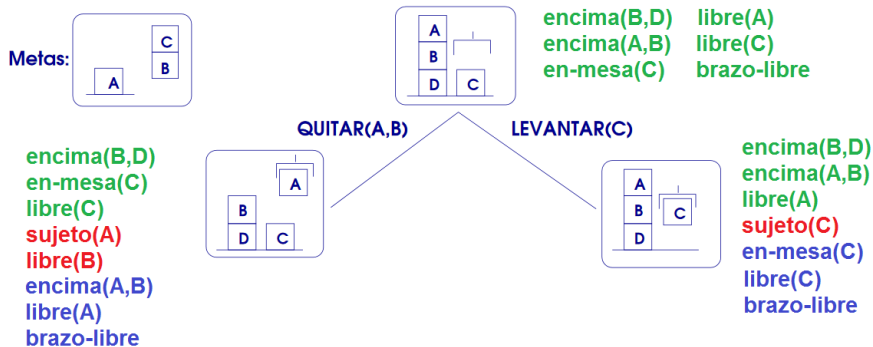 Metas:
C
B
A
A
B
D C
encima(B,D) libre(A)
encima(A,B) libre(C)
en-mesa(C) brazo-libre
QUITAR(A,B)
LEVANTAR(C)
encima(B,D)
en-mesa(C)
libre(C)
sujeto(A)
libre(B)
encima(A,B)
libre(A)
brazo-libre
A
B
D C
A
B
C
D
encima(B,D)
encima(A,B)
libre(A)
sujeto(C)
en-mesa(C)
libre(C)
brazo-libre